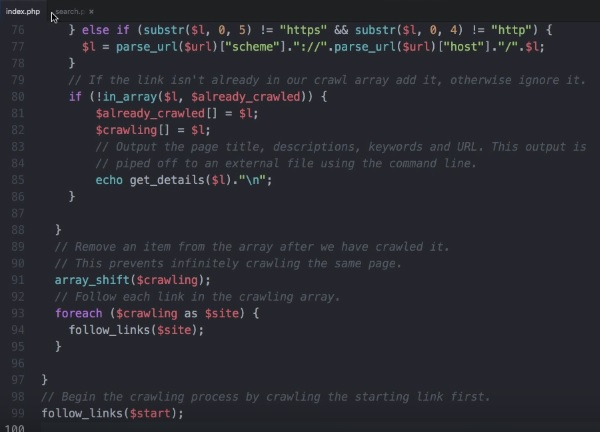 index.php search.
76 } else if (substr($l, 0, 5) != "https" && substr($l, 0, 4) != "http") {
77 $l = parse_url($url)["scheme"]."://".parse_url($url)["host"]."/".$l;
78 }
79 // If the link isn't already in our crawl array add it, otherwise ignore it.
80 if (!in_array($l, $already_crawled)) {
81 $already_crawled[] = $l;
82 $crawling[] = $l;
83 // Output the page title, descriptions, keywords and URL. This output is
84 // piped off to an external file using the command line.
85 echo get_details($l)."\n";
86 }
87
88 }
89 // Remove an item from the array after we have crawled it.
90 // This prevents infinitely crawling the same page.
91 array_shift($crawling);
92 // Follow each link in the crawling array.
93 foreach ($crawling as $site) {
94 follow_links($site);
95 }
96
97 }
98 // Begin the crawling process by crawling the starting link first.
99 follow_links($start);
100